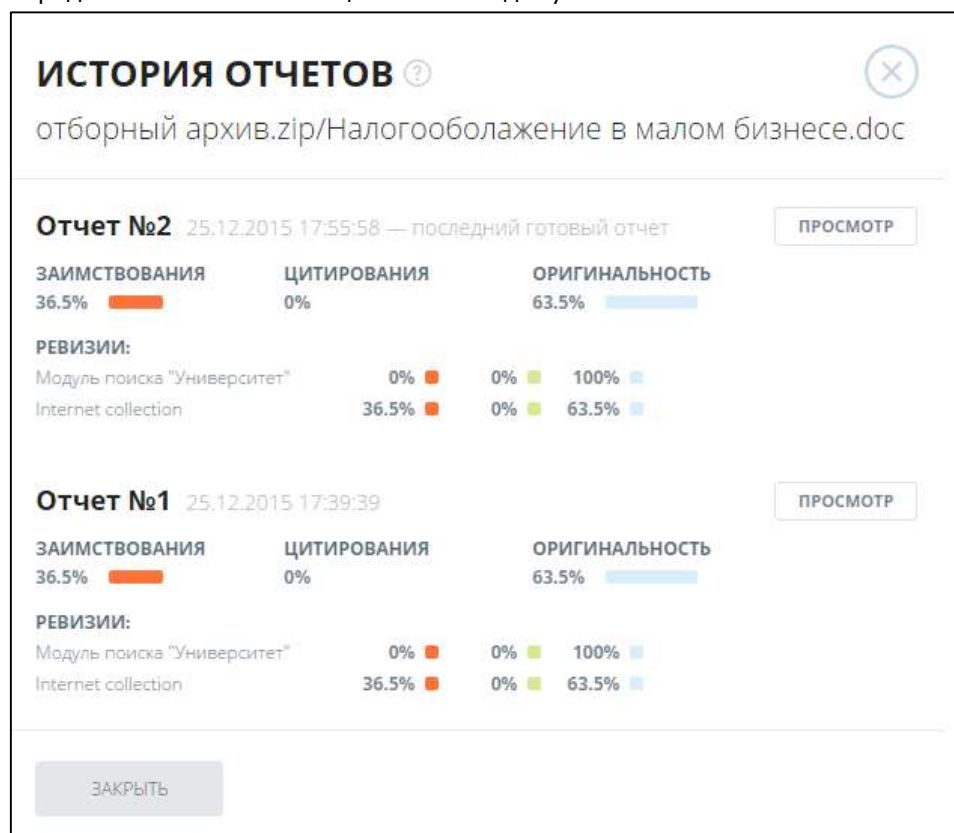 ИСТОРИЯ ОТЧЕТОВ ?
отборный архив.zip/Налогооболажение в малом бизнесе.doc
Отчет №2 25.12.2015 17:55:58 — последний готовый отчет ПРОСМОТР
ЗАИМСТВОВАНИЯ ЦИТИРОВАНИЯ ОРИГИНАЛЬНОСТЬ
36.5% 0% 63.5%
РЕВИЗИИ:
Модуль поиска "Университет" 0% 0% 100%
Internet collection 36.5% 0% 63.5%
Отчет №1 25.12.2015 17:39:39 ПРОСМОТР
ЗАИМСТВОВАНИЯ ЦИТИРОВАНИЯ ОРИГИНАЛЬНОСТЬ
36.5% 0% 63.5%
РЕВИЗИИ:
Модуль поиска "Университет" 0% 0% 100%
Internet collection 36.5% 0% 63.5%
ЗАКРЫТЬ